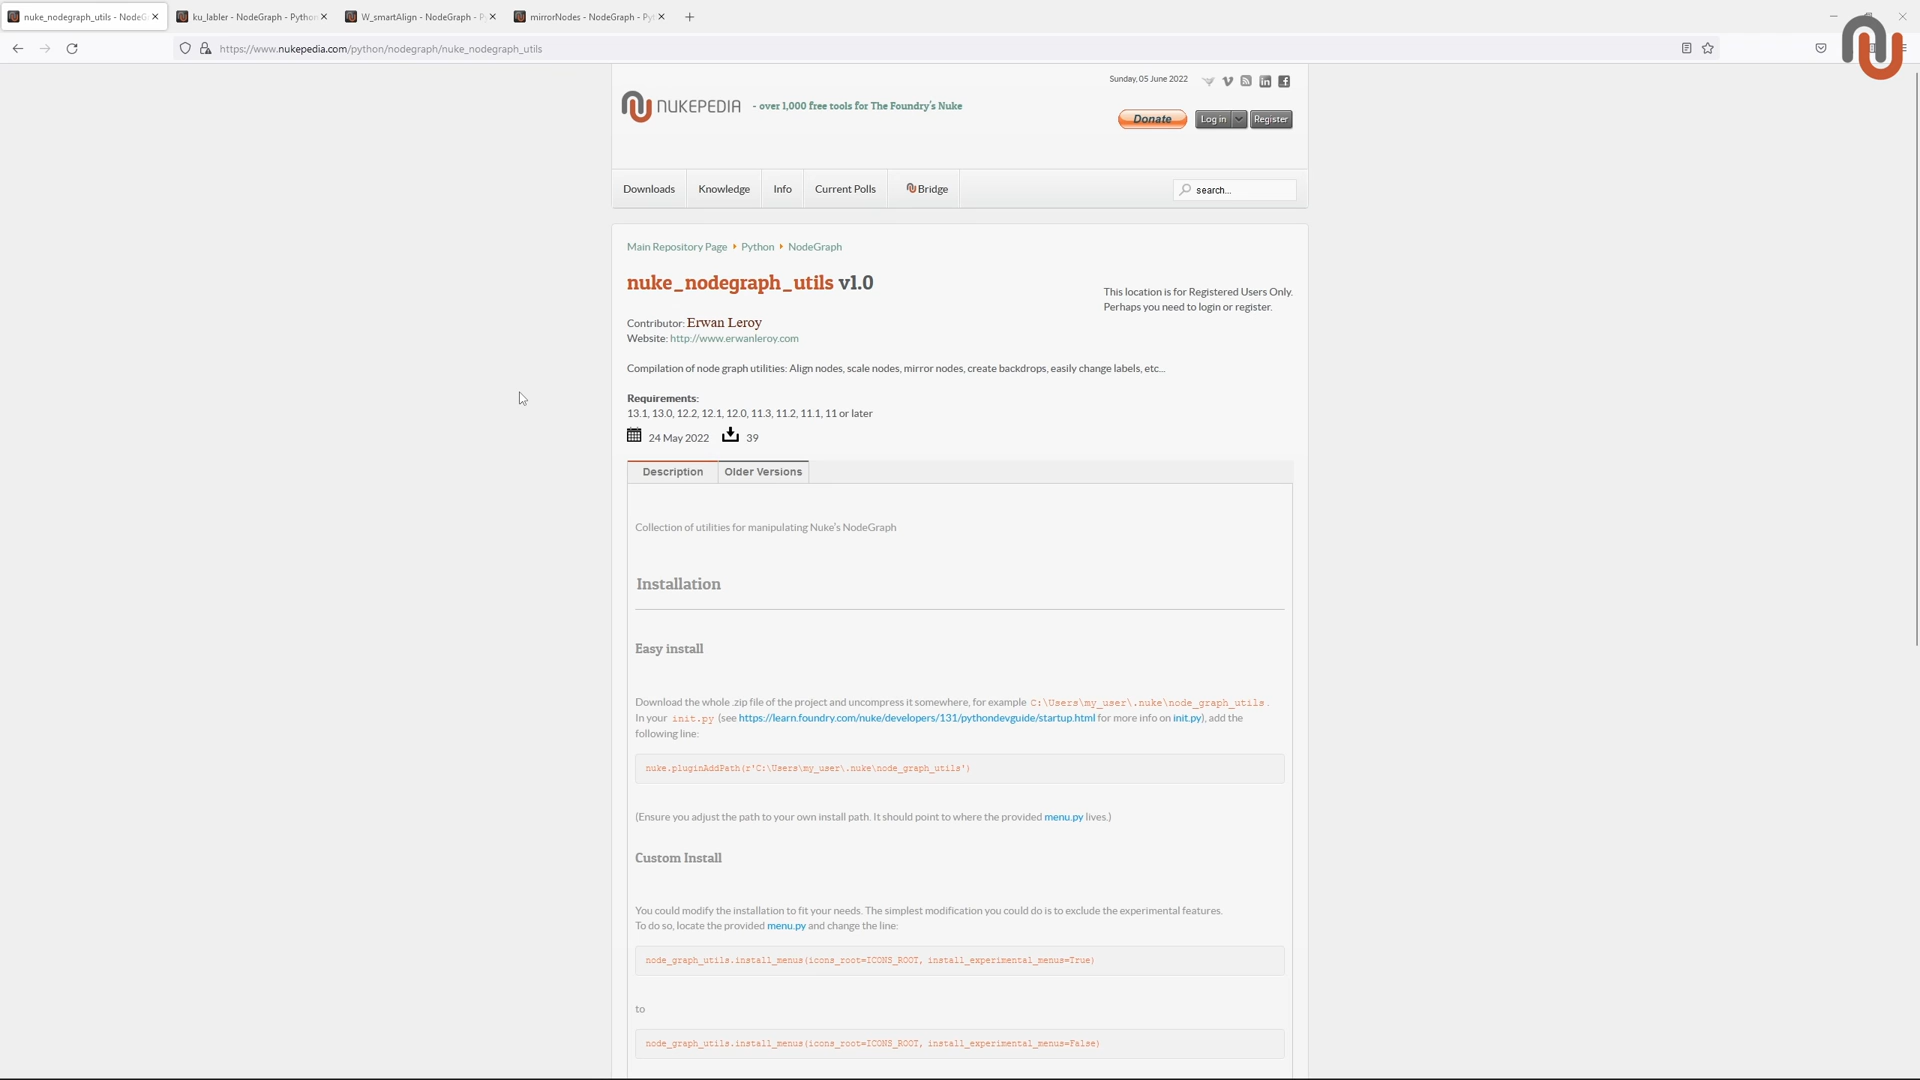 nuke_nodegraph_utils - NodeG
ku_labler - NodeGraph - Python
W_smartAlign - NodeGraph - P
mirrorNodes - NodeGraph - Pyt
https://www.nukepedia.com/python/nodegraph/nuke_nodegraph_utils
Sunday, 05 June 2022
NUKEPEDIA - over 1,000 free tools for The Foundry's Nuke
Donate Log in Register
Downloads Knowledge Info Current Polls Bridge search...
Main Repository Page Python NodeGraph
nuke_nodegraph_utils v1.0
This location is for Registered Users Only.
Perhaps you need to login or register.
Contributor: Erwan Leroy
Website: http://www.erwanleroy.com
Compilation of node graph utilities: Align nodes, scale nodes, mirror nodes, create backdrops, easily change labels, etc...
Requirements:
13.1, 13.0, 12.2, 12.1, 12.0, 11.3, 11.2, 11.1, 11 or later
24 May 2022 39
Description Older Versions
Collection of utilities for manipulating Nuke's NodeGraph
Installation
Easy install
Download the whole .zip file of the project and uncompress it somewhere, for example C:\Users\my_user\.nuke\node_graph_utils.
In your init.py (see https://learn.foundry.com/nuke/developers/131/pythondevguide/startup.html for more info on init.py), add the
following line:
nuke.pluginAddPath(r'C:\Users\my_user\.nuke\node_graph_utils')
(Ensure you adjust the path to your own install path. It should point to where the provided menu.py lives.)
Custom Install
You could modify the installation to fit your needs. The simplest modification you could do is to exclude the experimental features.
To do so, locate the provided menu.py and change the line:
node_graph_utils.install_menus(icons_root=ICONS_ROOT, install_experimental_menus=True)
to
node_graph_utils.install_menus(icons_root=ICONS_ROOT, install_experimental_menus=False)